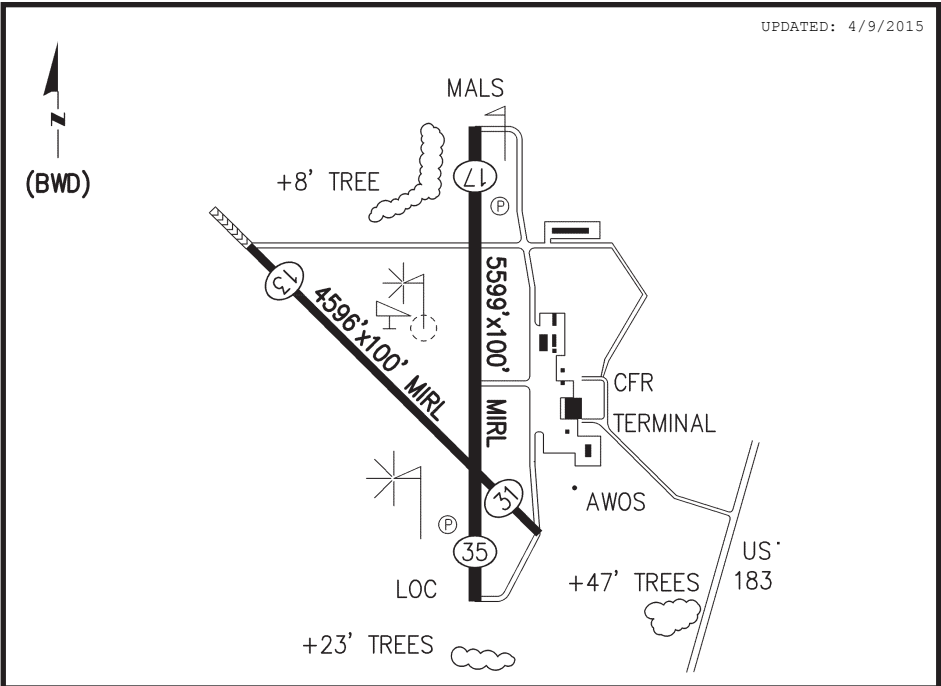 UPDATED: 4/9/2015
MALS
N
(BWD)
+8' TREE
17
P
13
5599'x100' MIRL
4596'x100' MIRL
CFR
TERMINAL
31
AWOS
P
35
US
183
LOC
+47' TREES
+23' TREES